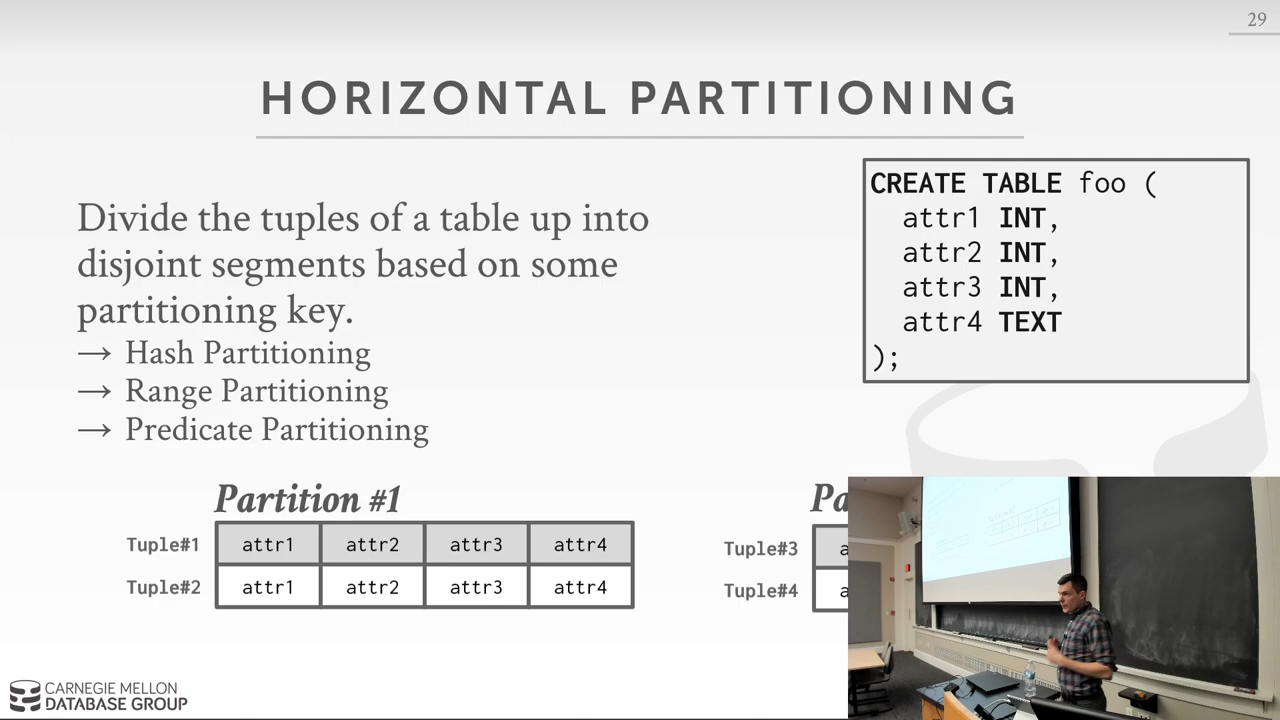 29
HORIZONTAL PARTITIONING
Divide the tuples of a table up into
disjoint segments based on some
partitioning key.
→ Hash Partitioning
→ Range Partitioning
→ Predicate Partitioning
CREATE TABLE foo (
attr1 INT,
attr2 INT,
attr3 INT,
attr4 TEXT
);
Partition #1
Tuple#1 attr1 attr2 attr3 attr4
Tuple#2 attr1 attr2 attr3 attr4
Pa
Tuple#3 a
Tuple#4 a
CARNEGIE MELLON
DATABASE GROUP